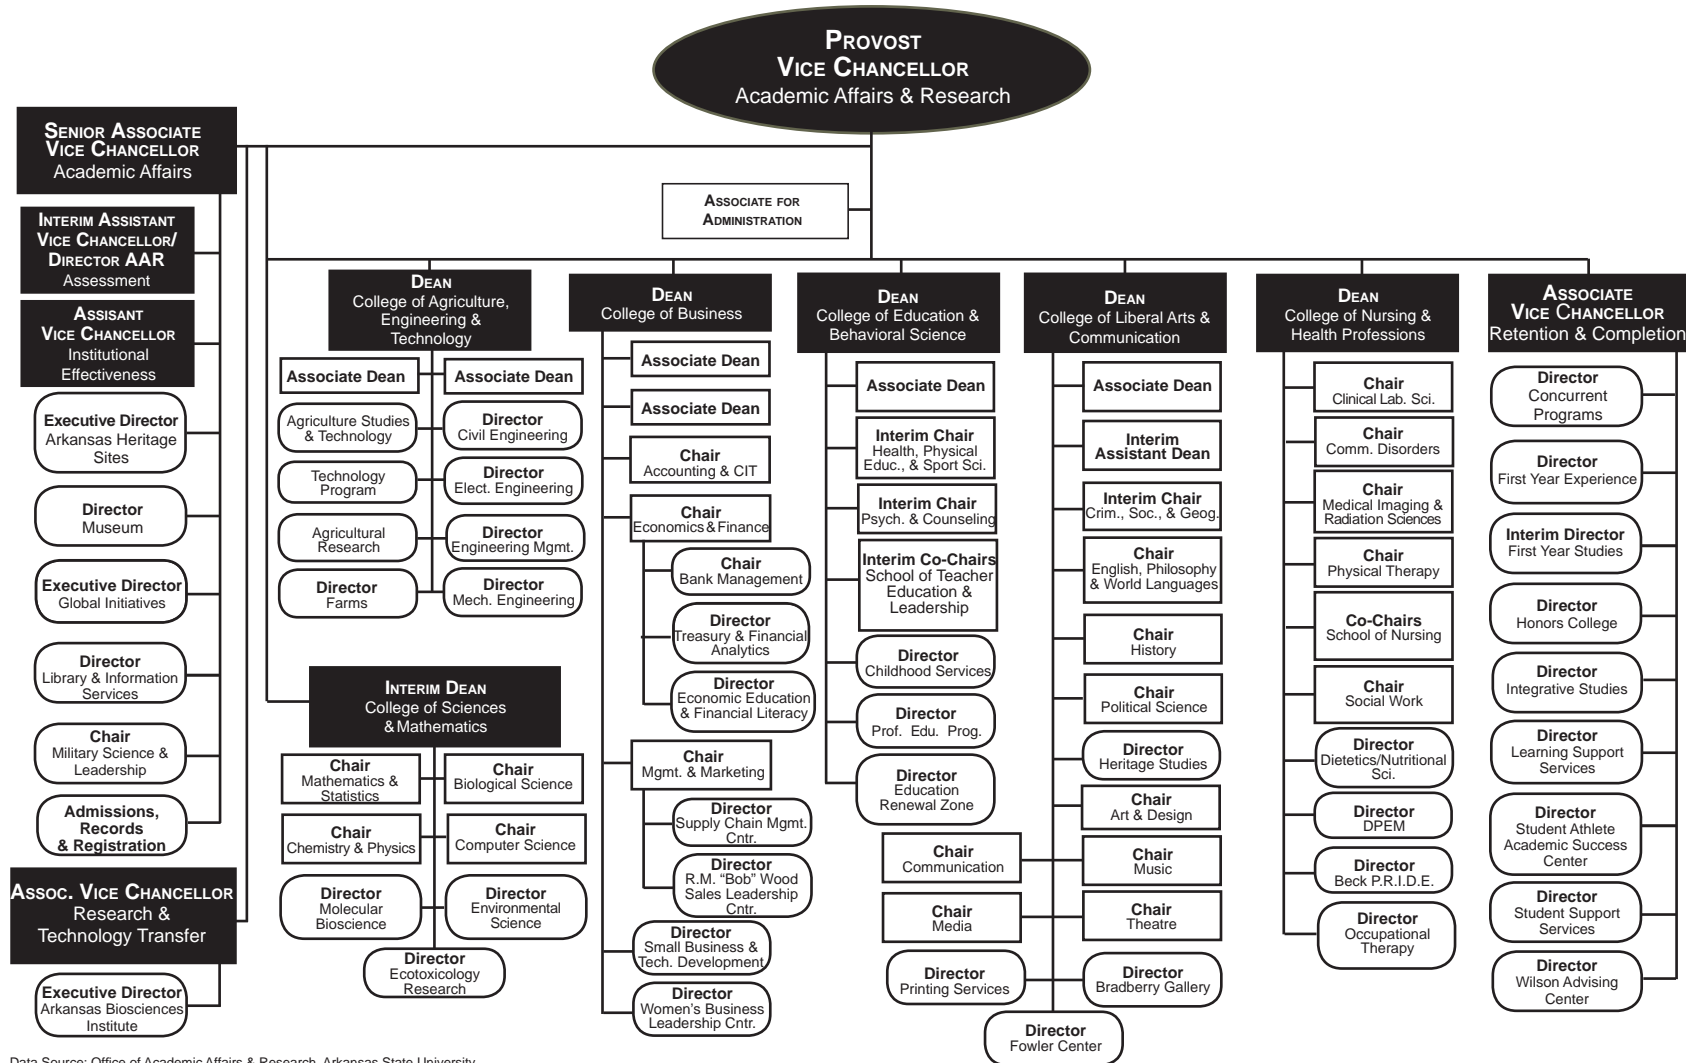 PROVOST
VICE CHANCELLOR
Academic Affairs & Research
SENIOR ASSOCIATE
VICE CHANCELLOR
Academic Affairs
INTERIM ASSISTANT
VICE CHANCELLOR/
DIRECTOR AAR
Assessment
ASSISANT
VICE CHANCELLOR
Institutional
Effectiveness
Executive Director
Arkansas Heritage
Sites
Director
Museum
Executive Director
Global Initiatives
Director
Library & Information
Services
Chair
Military Science &
Leadership
Admissions,
Records
& Registration
ASSOC. VICE CHANCELLOR
Research &
Technology Transfer
Executive Director
Arkansas Biosciences
Institute
ASSOCIATE FOR
ADMINISTRATION
DEAN
College of Agriculture,
Engineering &
Technology
Associate Dean
Associate Dean
Agriculture Studies
& Technology
Director
Civil Engineering
Technology
Program
Director
Elect. Engineering
Agricultural
Research
Director
Engineering Mgmt.
Director
Farms
Director
Mech. Engineering
INTERIM DEAN
College of Sciences
& Mathematics
Chair
Mathematics &
Statistics
Chair
Biological Science
Chair
Chemistry & Physics
Chair
Computer Science
Director
Molecular
Bioscience
Director
Environmental
Science
Director
Ecotoxicology
Research
DEAN
College of Business
Associate Dean
Associate Dean
Chair
Accounting & CIT
Chair
Economics & Finance
Chair
Bank Management
Director
Treasury & Financial
Analytics
Director
Economic Education
& Financial Literacy
Chair
Mgmt. & Marketing
Director
Supply Chain Mgmt.
Cntr.
Director
R.M. “Bob” Wood
Sales Leadership
Cntr.
Director
Small Business &
Tech. Development
Director
Women’s Business
Leadership Cntr.
DEAN
College of Education &
Behavioral Science
Associate Dean
Interim Chair
Health, Physical
Educ., & Sport Sci.
Interim Chair
Psych. & Counseling
Interim Co-Chairs
School of Teacher
Education &
Leadership
Director
Childhood Services
Director
Prof. Edu. Prog.
Director
Education
Renewal Zone
DEAN
College of Liberal Arts &
Communication
Associate Dean
Interim
Assistant Dean
Interim Chair
Crim., Soc., & Geog.
Chair
English, Philosophy
& World Languages
Chair
History
Chair
Political Science
Director
Heritage Studies
Chair
Art & Design
Chair
Communication
Chair
Music
Chair
Media
Chair
Theatre
Director
Printing Services
Director
Bradberry Gallery
Director
Fowler Center
DEAN
College of Nursing &
Health Professions
Chair
Clinical Lab. Sci.
Chair
Comm. Disorders
Chair
Medical Imaging &
Radiation Sciences
Chair
Physical Therapy
Co-Chairs
School of Nursing
Chair
Social Work
Director
Dietetics/Nutritional
Sci.
Director
DPEM
Director
Beck P.R.I.D.E.
Director
Occupational
Therapy
ASSOCIATE
VICE CHANCELLOR
Retention & Completion
Director
Concurrent
Programs
Director
First Year Experience
Interim Director
First Year Studies
Director
Honors College
Director
Integrative Studies
Director
Learning Support
Services
Director
Student Athlete
Academic Success
Center
Director
Student Support
Services
Director
Wilson Advising
Center
Data Source: Office of Academic Affairs & Research, Arkansas State University